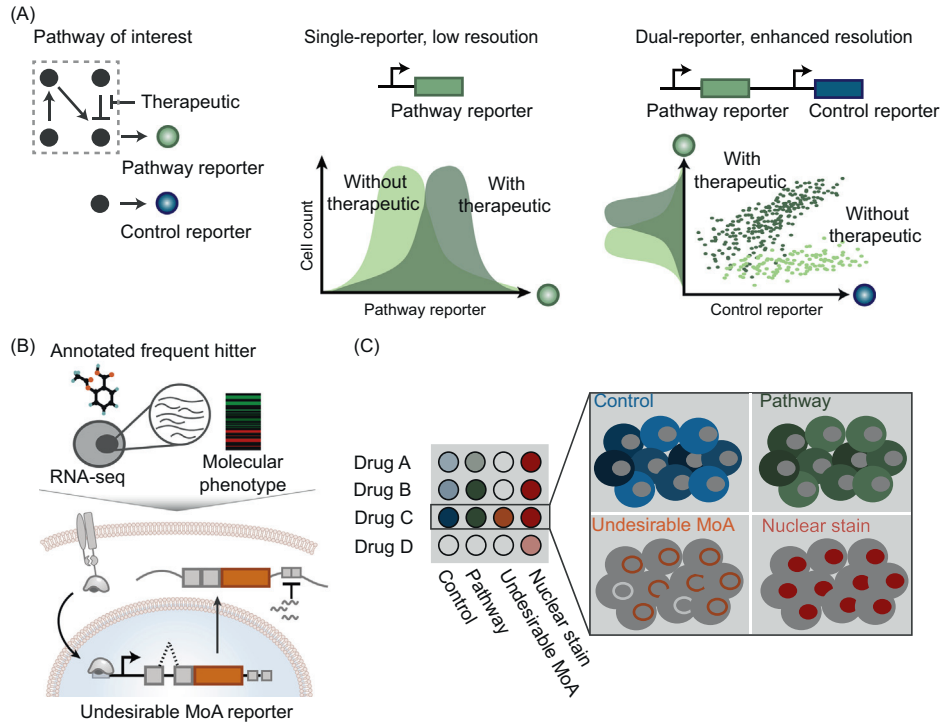 (A)
Pathway of interest
Therapeutic
Pathway reporter
Control reporter
Single-reporter, low resoution
Pathway reporter
Without
therapeutic
With
therapeutic
Cell count
Pathway reporter
Dual-reporter, enhanced resolution
Pathway reporter
Control reporter
With
therapeutic
Without
therapeutic
Control reporter
(B)
Annotated frequent hitter
RNA-seq
Molecular
phenotype
Undesirable MoA reporter
(C)
Drug A
Drug B
Drug C
Drug D
Control
Pathway
Undesirable MoA
Nuclear stain
Control
Pathway
Undesirable MoA
Nuclear stain